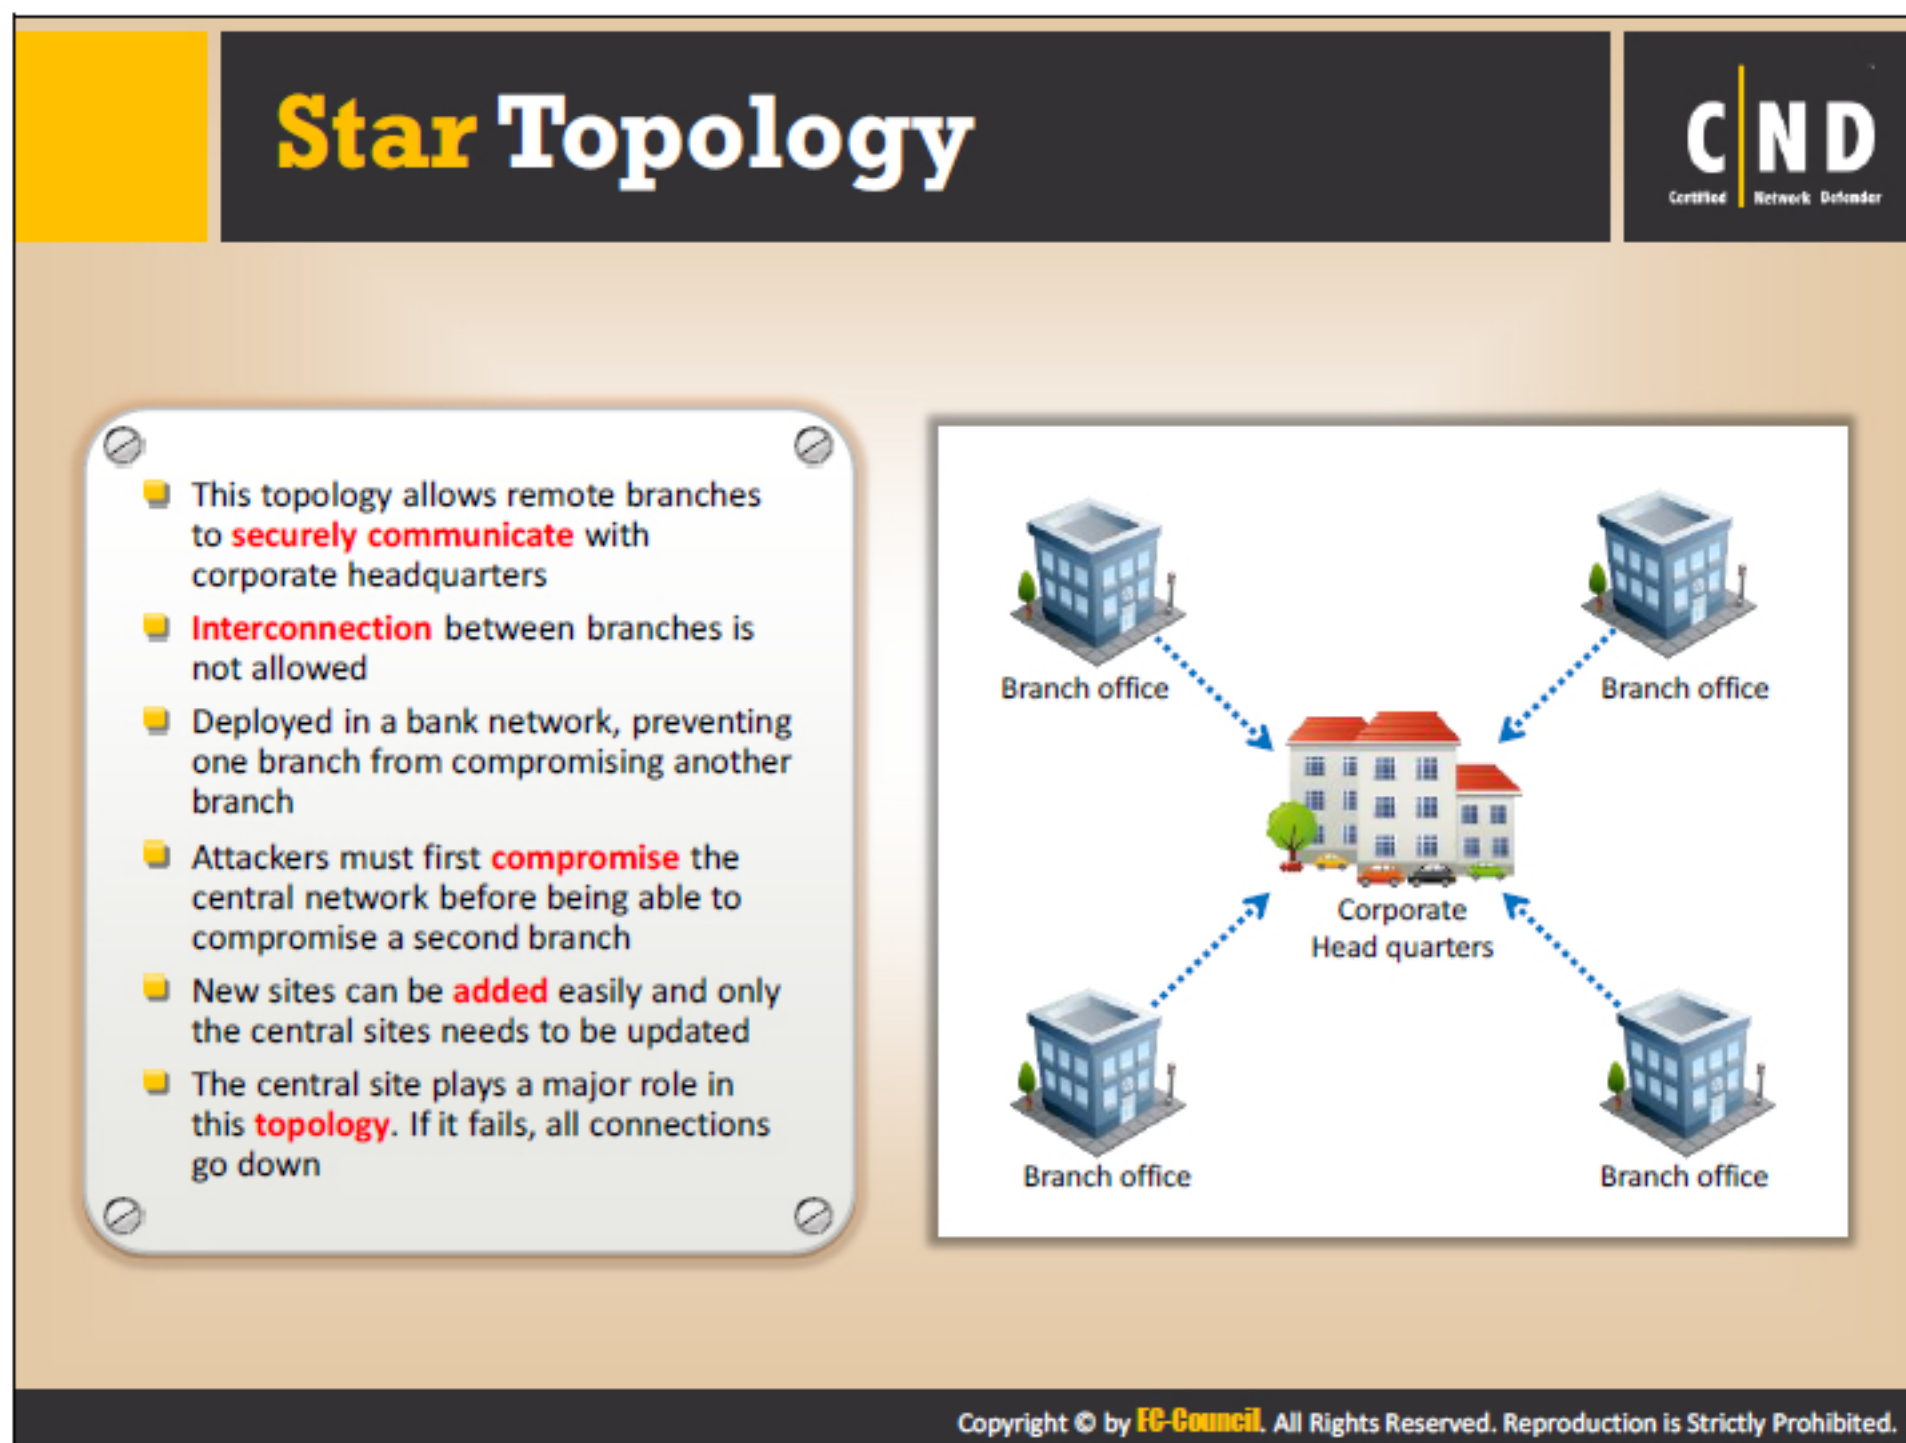 Star Topology
C|ND
Certified Network Defender
This topology allows remote branches
to securely communicate with
corporate headquarters
Interconnection between branches is
not allowed
Deployed in a bank network, preventing
one branch from compromising another
branch
Attackers must first compromise the
central network before being able to
compromise a second branch
New sites can be added easily and only
the central sites needs to be updated
The central site plays a major role in
this topology. If it fails, all connections
go down
Branch office
Branch office
Corporate
Head quarters
Branch office
Branch office
Copyright © by EC-Council. All Rights Reserved. Reproduction is Strictly Prohibited.